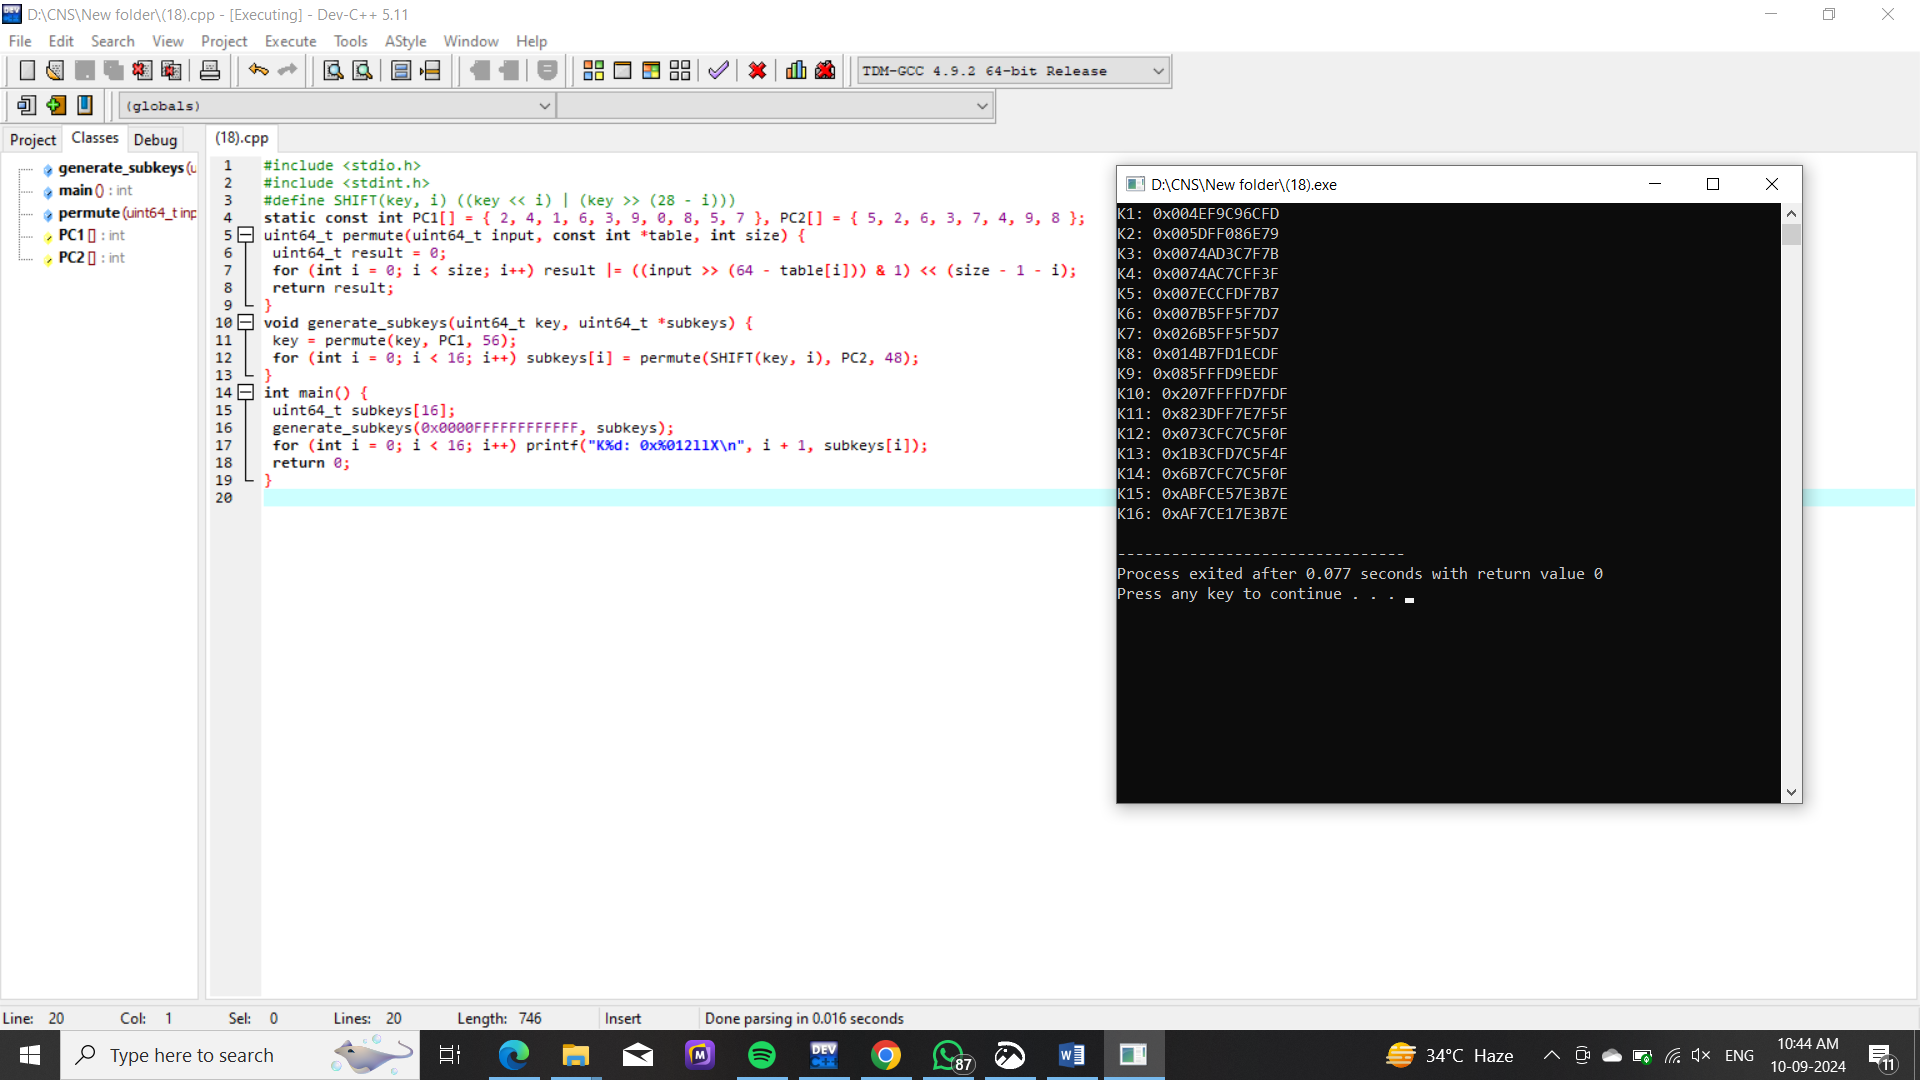 D:\CNS\New folder\(18).cpp - [Executing] - Dev-C++ 5.11
File Edit Search View Project Execute Tools AStyle Window Help
TDM-GCC 4.9.2 64-bit Release
(globals)
Project Classes Debug
(18).cpp
generate_subkeys (u
main () : int
permute (uint64_t inp
PC1 [] : int
PC2 [] : int
1 #include <stdio.h>
2 #include <stdint.h>
3 #define SHIFT(key, i) ((key << i) | (key >> (28 - i)))
4 static const int PC1[] = { 2, 4, 1, 6, 3, 9, 0, 8, 5, 7 }, PC2[] = { 5, 2, 6, 3, 7, 4, 9, 8 };
5 uint64_t permute(uint64_t input, const int *table, int size) {
6 uint64_t result = 0;
7 for (int i = 0; i < size; i++) result |= ((input >> (64 - table[i])) & 1) << (size - 1 - i);
8 return result;
9 }
10 void generate_subkeys(uint64_t key, uint64_t *subkeys) {
11 key = permute(key, PC1, 56);
12 for (int i = 0; i < 16; i++) subkeys[i] = permute(SHIFT(key, i), PC2, 48);
13 }
14 int main() {
15 uint64_t subkeys[16];
16 generate_subkeys(0x0000FFFFFFFFFFFF, subkeys);
17 for (int i = 0; i < 16; i++) printf("K%d: 0x%012llX\n", i + 1, subkeys[i]);
18 return 0;
19 }
20
D:\CNS\New folder\(18).exe
K1: 0x004EF9C96CFD
K2: 0x005DFF086E79
K3: 0x0074AD3C7F7B
K4: 0x0074AC7CFF3F
K5: 0x007ECCFDF7B7
K6: 0x007B5FF5F7D7
K7: 0x026B5FF5F5D7
K8: 0x014B7FD1ECDF
K9: 0x085FFFD9EEDF
K10: 0x207FFFFD7FDF
K11: 0x823DFF7E7F5F
K12: 0x073CFC7C5F0F
K13: 0x1B3CFD7C5F4F
K14: 0x6B7CFC7C5F0F
K15: 0xABFCE57E3B7E
K16: 0xAF7CE17E3B7E
--------------------------------
Process exited after 0.077 seconds with return value 0
Press any key to continue . . .
Line: 20 Col: 1 Sel: 0 Lines: 20 Length: 746 Insert Done parsing in 0.016 seconds
Type here to search
DEV C++
87
34°C Haze
ENG
10:44 AM
10-09-2024
11